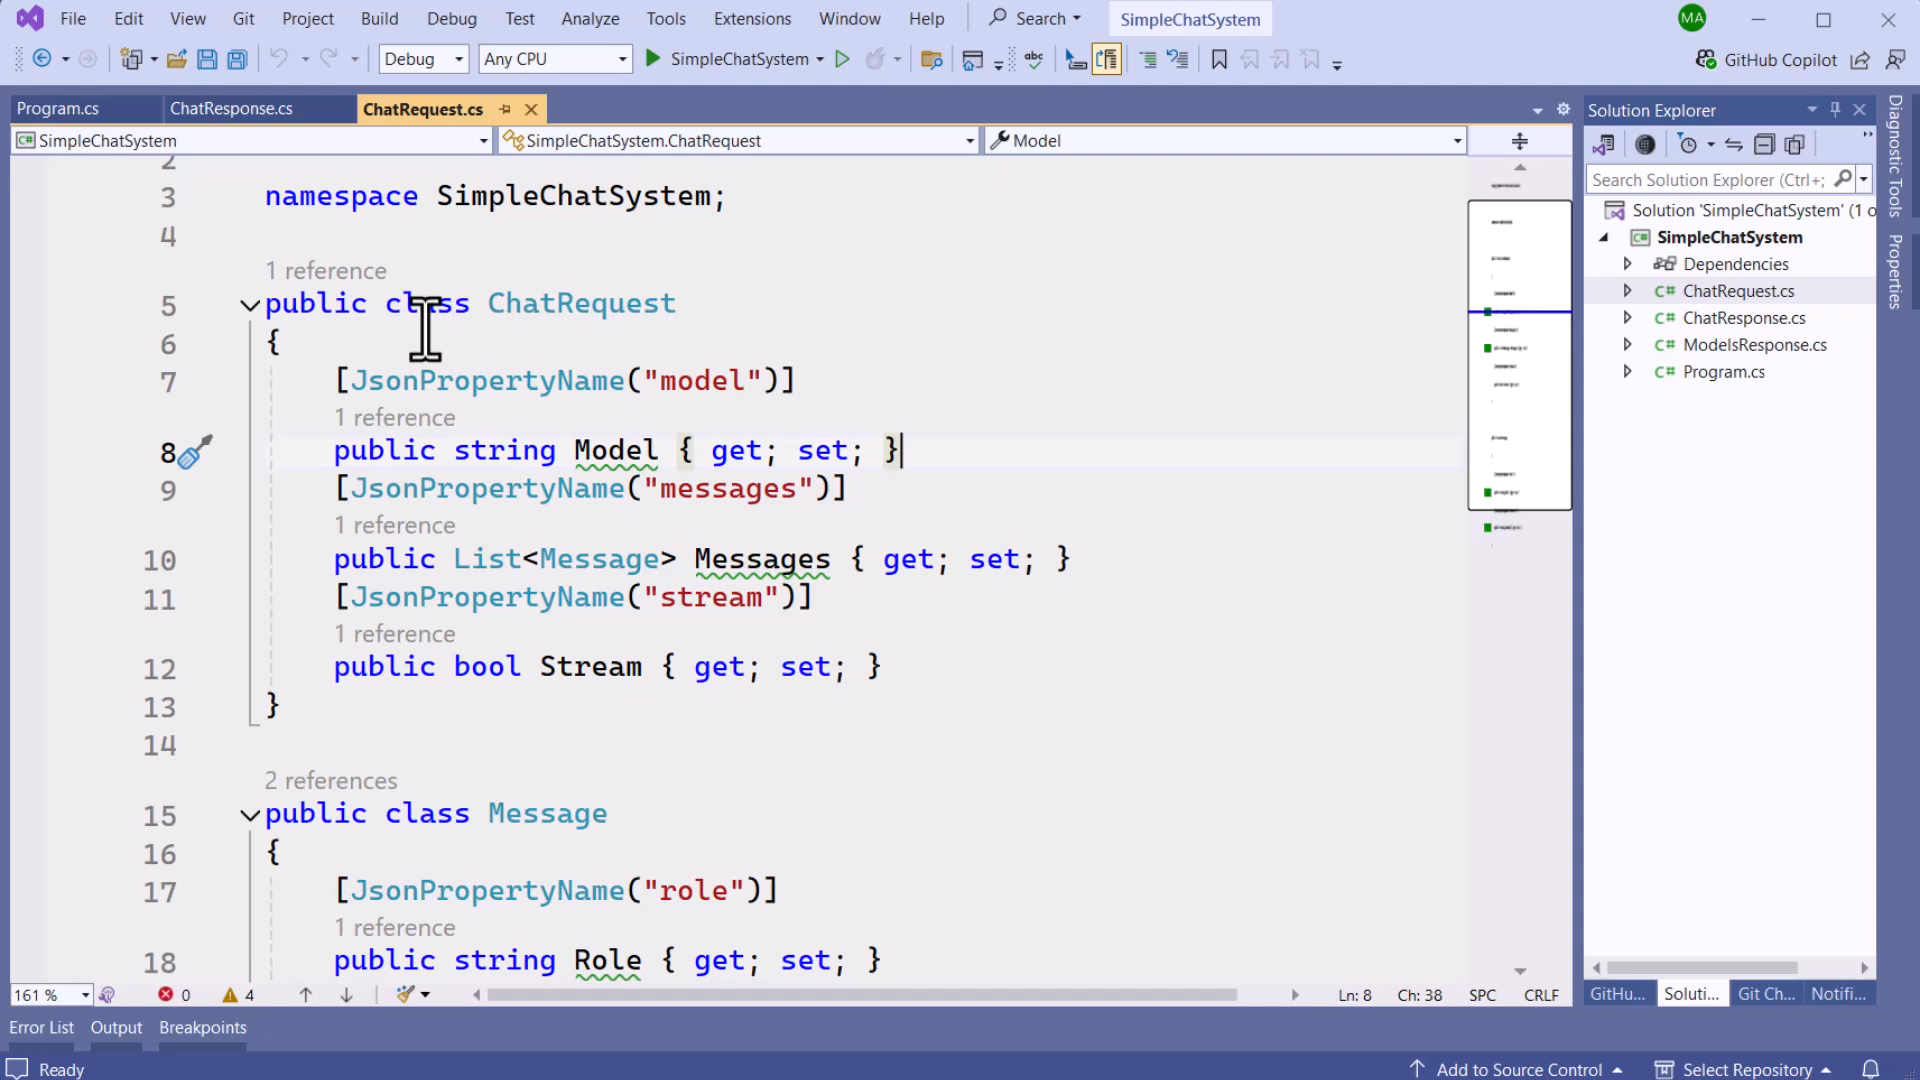 File Edit View Git Project Build Debug Test Analyze Tools Extensions Window Help Search SimpleChatSystem MA
Debug Any CPU SimpleChatSystem abc GitHub Copilot
Program.cs ChatResponse.cs ChatRequest.cs
C# SimpleChatSystem SimpleChatSystem.ChatRequest Model
2
3 namespace SimpleChatSystem;
4
1 reference
5 public class ChatRequest
6 {
7 [JsonPropertyName("model")]
1 reference
8 public string Model { get; set; }
9 [JsonPropertyName("messages")]
1 reference
10 public List<Message> Messages { get; set; }
11 [JsonPropertyName("stream")]
1 reference
12 public bool Stream { get; set; }
13 }
14
2 references
15 public class Message
16 {
17 [JsonPropertyName("role")]
1 reference
18 public string Role { get; set; }
161 % 0 4 Ln: 8 Ch: 38 SPC CRLF
Solution Explorer
Search Solution Explorer (Ctrl+;
Solution 'SimpleChatSystem' (1 o
C# SimpleChatSystem
Dependencies
C# ChatRequest.cs
C# ChatResponse.cs
C# ModelsResponse.cs
C# Program.cs
GitHu... Soluti... Git Ch... Notifi...
Diagnostic Tools
Properties
Error List Output Breakpoints
Ready Add to Source Control Select Repository